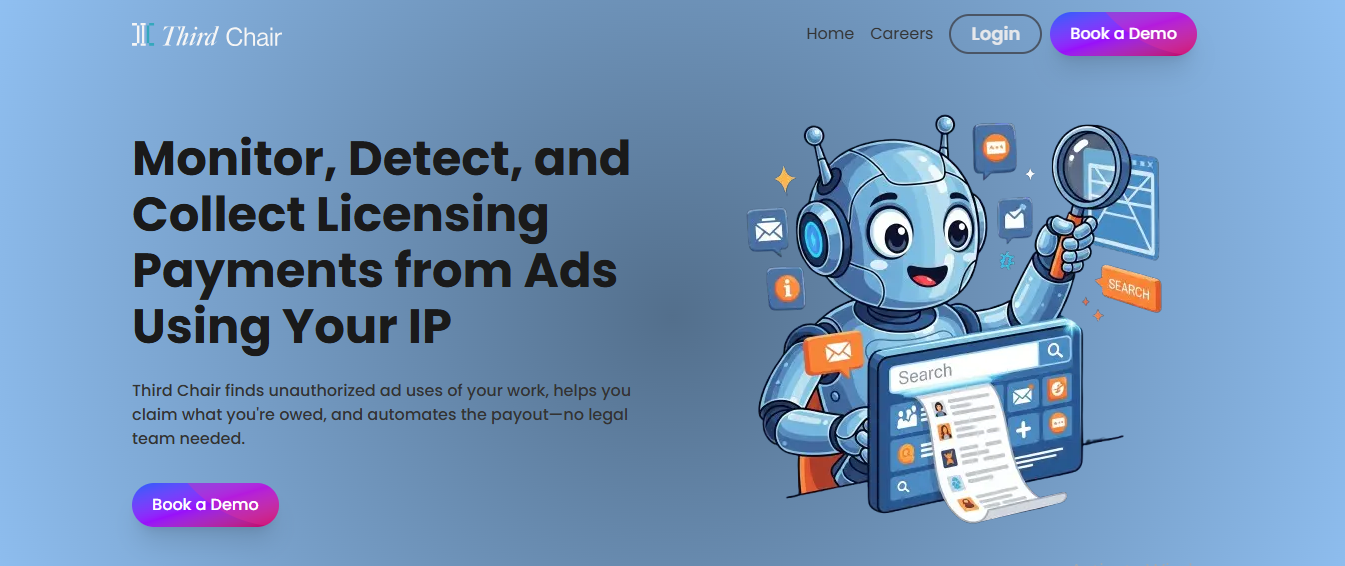 Third Chair
Home
Careers
Login
Book a Demo
Monitor, Detect, and
Collect Licensing
Payments from Ads
Using Your IP
Third Chair finds unauthorized ad uses of your work, helps you
claim what you're owed, and automates the payout—no legal
team needed.
Book a Demo
SEARCH
Search